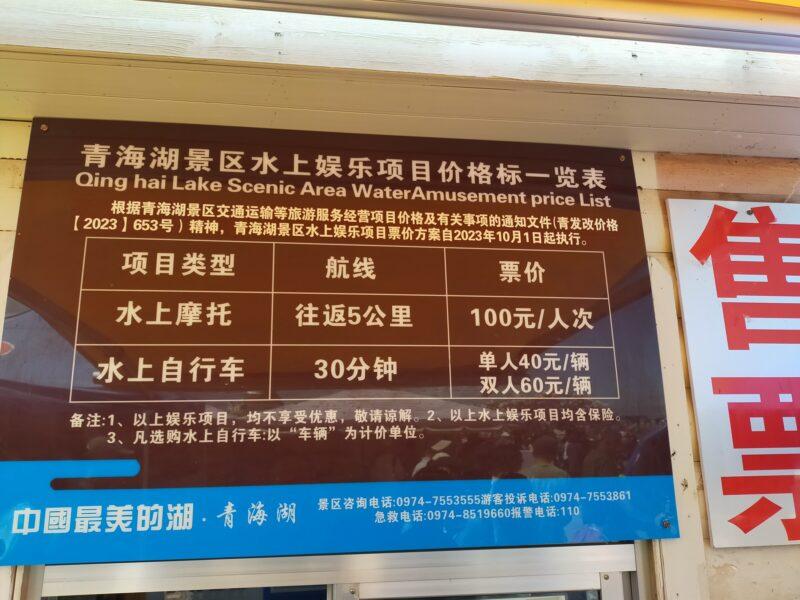 青海湖景区水上娱乐项目价格标一览表
Qing hai Lake Scenic Area WaterAmusement price List
根据青海湖景区交通运输等旅游服务经营项目价格及有关事项的通知文件(青发改价格
【2023】653号）精神，青海湖景区水上娱乐项目票价方案自2023年10月1日起执行。
项目类型 航线 票价
水上摩托 往返5公里 100元/人次
水上自行车 30分钟 单人40元/辆
双人60元/辆
备注:1、以上娱乐项目，均不享受优惠，敬请谅解。2、以上水上娱乐项目均含保险。
3、凡选购水上自行车:以“车辆”为计价单位。
中國最美的湖·青海湖
景区咨询电话:0974-7553555游客投诉电话:0974-7553861
急救电话:0974-8519660报警电话:110
售
票